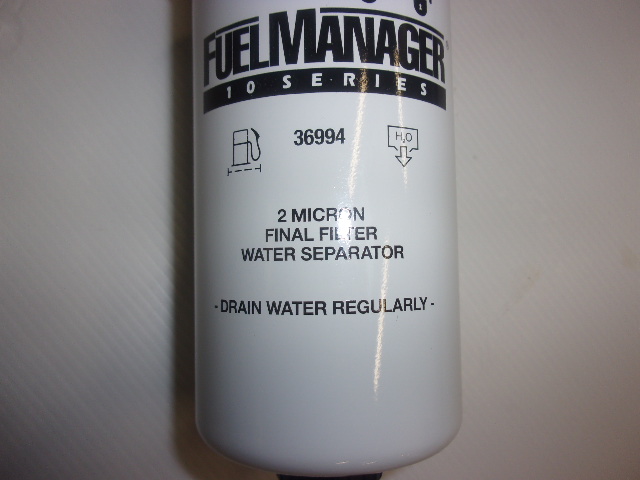 FUELMANAGER
10 SERIES
36994
H2O
2 MICRON
FINAL FILTER
WATER SEPARATOR
- DRAIN WATER REGULARLY -